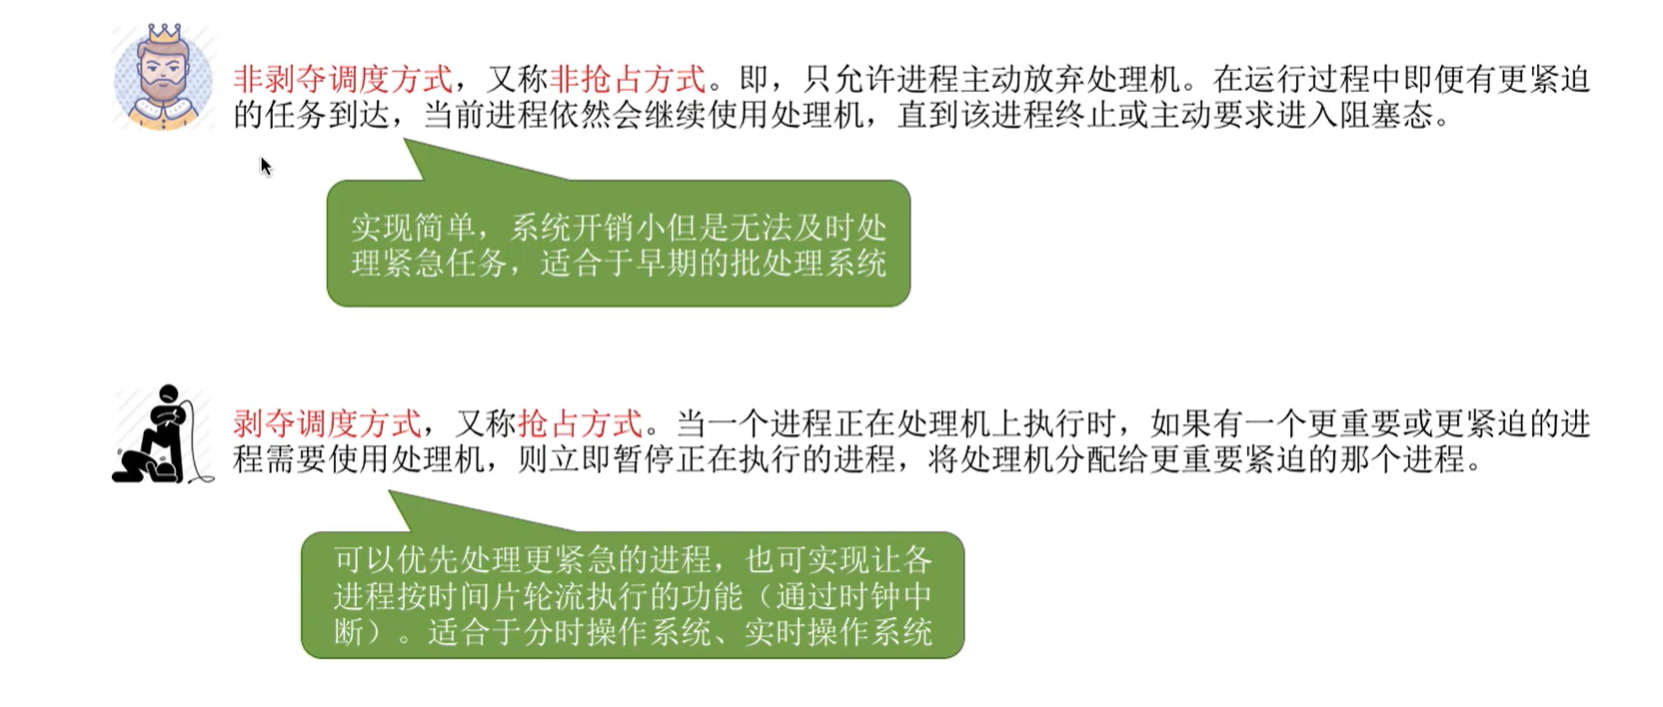 非剥夺调度方式，又称非抢占方式。即，只允许进程主动放弃处理机。在运行过程中即便有更紧迫
的任务到达，当前进程依然会继续使用处理机，直到该进程终止或主动要求进入阻塞态。
实现简单，系统开销小但是无法及时处
理紧急任务，适合于早期的批处理系统
剥夺调度方式，又称抢占方式。当一个进程正在处理机上执行时，如果有一个更重要或更紧迫的进
程需要使用处理机，则立即暂停正在执行的进程，将处理机分配给更重要紧迫的那个进程。
可以优先处理更紧急的进程，也可实现让各
进程按时间片轮流执行的功能（通过时钟中
断）。适合于分时操作系统、实时操作系统